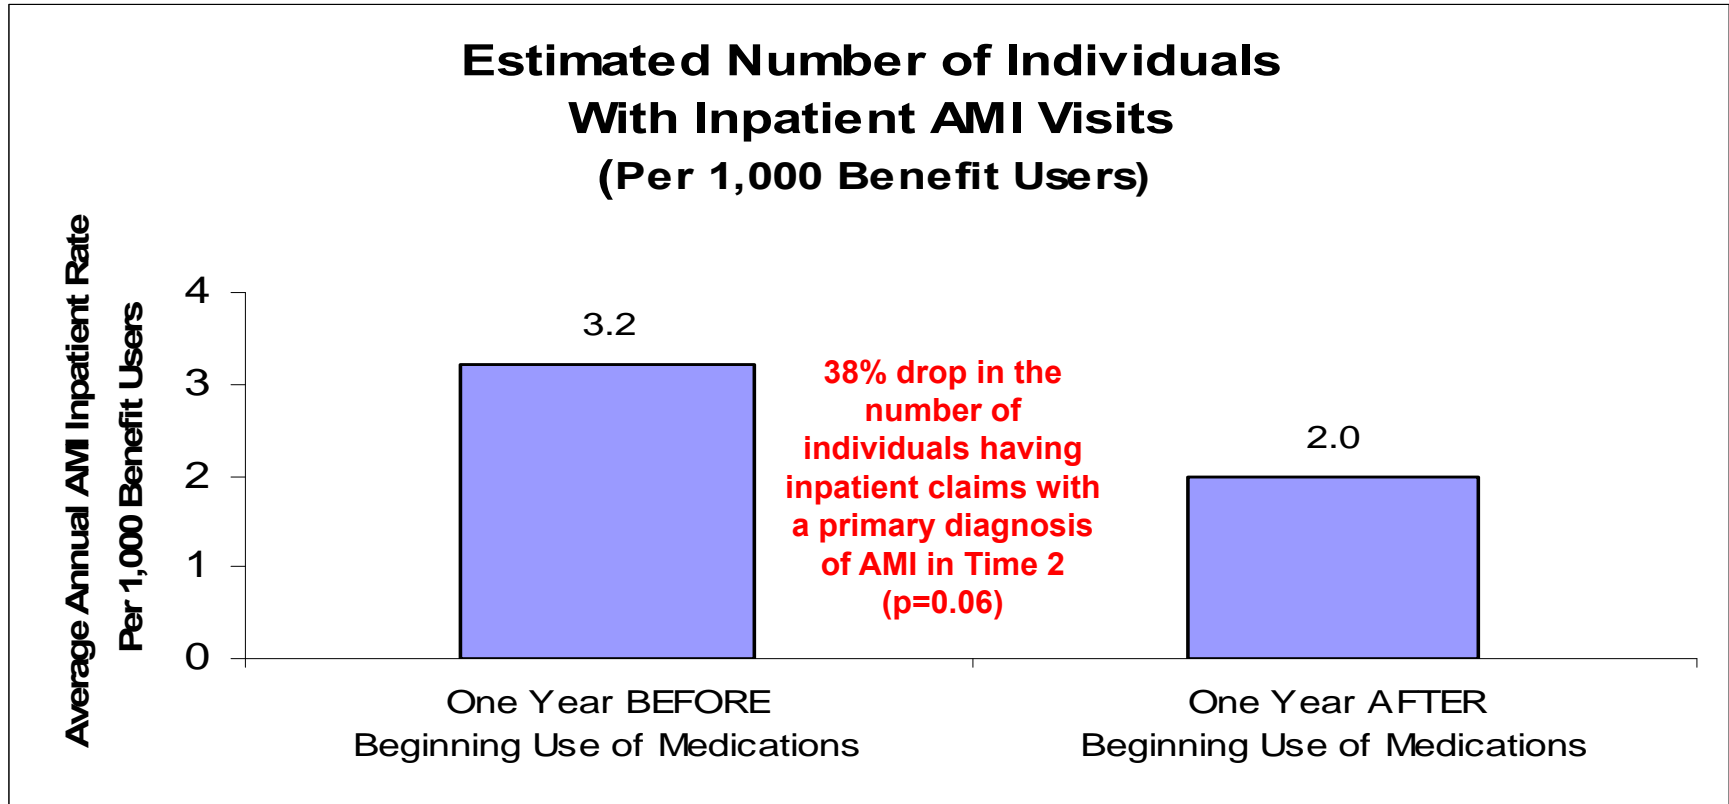 Estimated Number of Individuals
With Inpatient AMI Visits
(Per 1,000 Benefit Users)
Average Annual AMI Inpatient Rate
Per 1,000 Benefit Users
4
3
2
1
0
3.2
38% drop in the
number of
individuals having
inpatient claims with
a primary diagnosis
of AMI in Time 2
(p=0.06)
2.0
One Year BEFORE
Beginning Use of Medications
One Year AFTER
Beginning Use of Medications